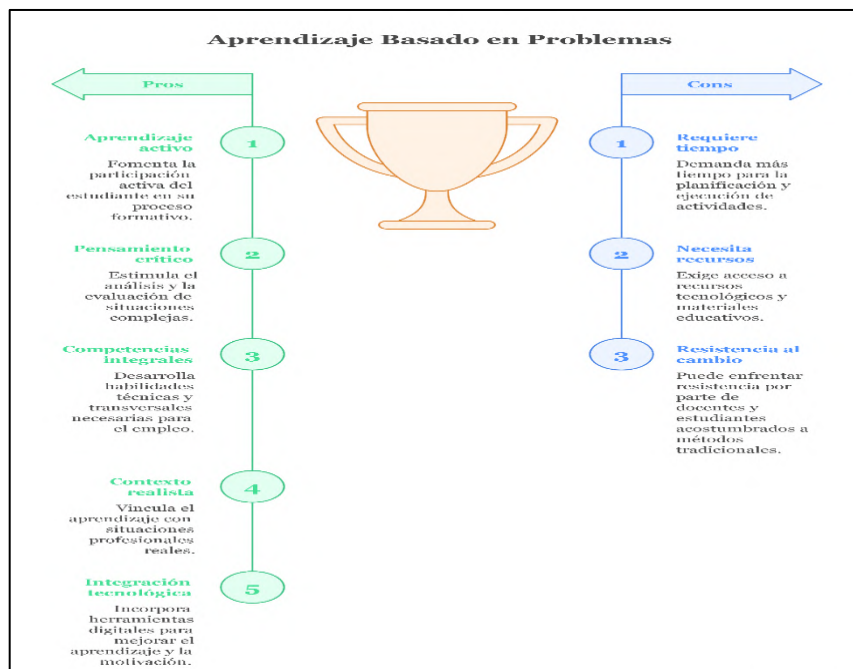 Aprendizaje Basado en Problemas
Pros
1
Aprendizaje
activo
Fomenta la
participación
activa del
estudiante en su
proceso
formativo.
2
Pensamiento
crítico
Estimula el
análisis y la
evaluación de
situaciones
complejas.
3
Competencias
integrales
Desarrolla
habilidades
técnicas y
transversales
necesarias para
el empleo.
4
Contexto
realista
Vincula el
aprendizaje con
situaciones
profesionales
reales.
5
Integración
tecnológica
Incorpora
herramientas
digitales para
mejorar el
aprendizaje y la
motivación.
Cons
1
Requiere
tiempo
Demanda más
tiempo para la
planificación y
ejecución de
actividades.
2
Necesita
recursos
Exige acceso a
recursos
tecnológicos y
materiales
educativos.
3
Resistencia al
cambio
Puede enfrentar
resistencia por
parte de
docentes y
estudiantes
acostumbrados a
métodos
tradicionales.